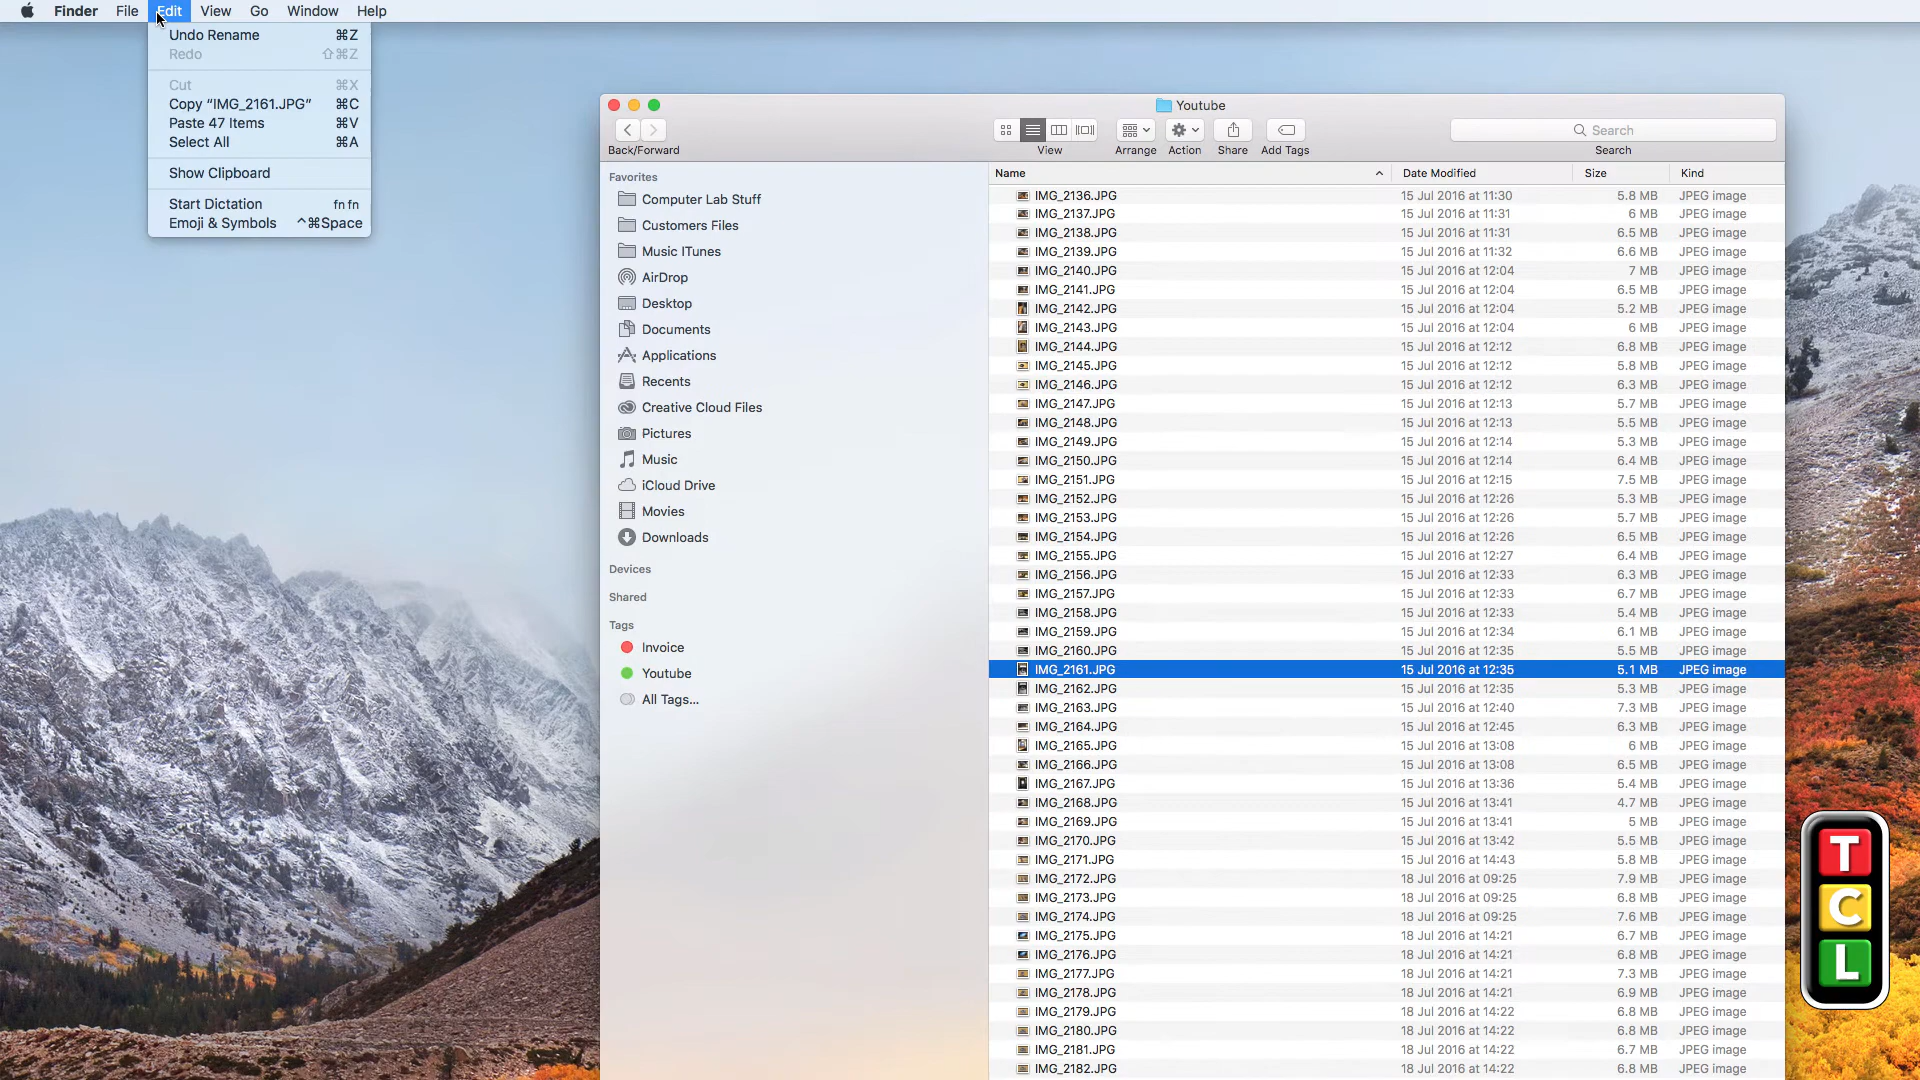 Finder File Edit View Go Window Help
Undo Rename ⌘Z
Redo ⇧⌘Z
Cut ⌘X
Copy “IMG_2161.JPG” ⌘C
Paste 47 Items ⌘V
Select All ⌘A
Show Clipboard
Start Dictation fn fn
Emoji & Symbols ^⌘Space
Youtube
Search
Back/Forward View Arrange Action Share Add Tags Search
Favorites
Computer Lab Stuff
Customers Files
Music ITunes
AirDrop
Desktop
Documents
Applications
Recents
Creative Cloud Files
Pictures
Music
iCloud Drive
Movies
Downloads
Devices
Shared
Tags
Invoice
Youtube
All Tags...
Name Date Modified Size Kind
IMG_2136.JPG 15 Jul 2016 at 11:30 5.8 MB JPEG image
IMG_2137.JPG 15 Jul 2016 at 11:31 6 MB JPEG image
IMG_2138.JPG 15 Jul 2016 at 11:31 6.5 MB JPEG image
IMG_2139.JPG 15 Jul 2016 at 11:32 6.6 MB JPEG image
IMG_2140.JPG 15 Jul 2016 at 12:04 7 MB JPEG image
IMG_2141.JPG 15 Jul 2016 at 12:04 6.5 MB JPEG image
IMG_2142.JPG 15 Jul 2016 at 12:04 5.2 MB JPEG image
IMG_2143.JPG 15 Jul 2016 at 12:04 6 MB JPEG image
IMG_2144.JPG 15 Jul 2016 at 12:12 6.8 MB JPEG image
IMG_2145.JPG 15 Jul 2016 at 12:12 5.8 MB JPEG image
IMG_2146.JPG 15 Jul 2016 at 12:12 6.3 MB JPEG image
IMG_2147.JPG 15 Jul 2016 at 12:13 5.7 MB JPEG image
IMG_2148.JPG 15 Jul 2016 at 12:13 5.5 MB JPEG image
IMG_2149.JPG 15 Jul 2016 at 12:14 5.3 MB JPEG image
IMG_2150.JPG 15 Jul 2016 at 12:14 6.4 MB JPEG image
IMG_2151.JPG 15 Jul 2016 at 12:15 7.5 MB JPEG image
IMG_2152.JPG 15 Jul 2016 at 12:26 5.3 MB JPEG image
IMG_2153.JPG 15 Jul 2016 at 12:26 5.7 MB JPEG image
IMG_2154.JPG 15 Jul 2016 at 12:26 6.5 MB JPEG image
IMG_2155.JPG 15 Jul 2016 at 12:27 6.4 MB JPEG image
IMG_2156.JPG 15 Jul 2016 at 12:33 6.3 MB JPEG image
IMG_2157.JPG 15 Jul 2016 at 12:33 6.7 MB JPEG image
IMG_2158.JPG 15 Jul 2016 at 12:33 5.4 MB JPEG image
IMG_2159.JPG 15 Jul 2016 at 12:34 6.1 MB JPEG image
IMG_2160.JPG 15 Jul 2016 at 12:35 5.5 MB JPEG image
IMG_2161.JPG 15 Jul 2016 at 12:35 5.1 MB JPEG image
IMG_2162.JPG 15 Jul 2016 at 12:35 5.3 MB JPEG image
IMG_2163.JPG 15 Jul 2016 at 12:40 7.3 MB JPEG image
IMG_2164.JPG 15 Jul 2016 at 12:45 6.3 MB JPEG image
IMG_2165.JPG 15 Jul 2016 at 13:08 6 MB JPEG image
IMG_2166.JPG 15 Jul 2016 at 13:08 6.5 MB JPEG image
IMG_2167.JPG 15 Jul 2016 at 13:36 5.4 MB JPEG image
IMG_2168.JPG 15 Jul 2016 at 13:41 4.7 MB JPEG image
IMG_2169.JPG 15 Jul 2016 at 13:41 5 MB JPEG image
IMG_2170.JPG 15 Jul 2016 at 13:42 5.5 MB JPEG image
IMG_2171.JPG 15 Jul 2016 at 14:43 5.8 MB JPEG image
IMG_2172.JPG 18 Jul 2016 at 09:25 7.9 MB JPEG image
IMG_2173.JPG 18 Jul 2016 at 09:25 6.8 MB JPEG image
IMG_2174.JPG 18 Jul 2016 at 09:25 7.6 MB JPEG image
IMG_2175.JPG 18 Jul 2016 at 14:21 6.7 MB JPEG image
IMG_2176.JPG 18 Jul 2016 at 14:21 6.8 MB JPEG image
IMG_2177.JPG 18 Jul 2016 at 14:21 7.3 MB JPEG image
IMG_2178.JPG 18 Jul 2016 at 14:21 6.9 MB JPEG image
IMG_2179.JPG 18 Jul 2016 at 14:22 6.8 MB JPEG image
IMG_2180.JPG 18 Jul 2016 at 14:22 6.8 MB JPEG image
IMG_2181.JPG 18 Jul 2016 at 14:22 6.7 MB JPEG image
IMG_2182.JPG 18 Jul 2016 at 14:22 6.8 MB JPEG image
T
C
L